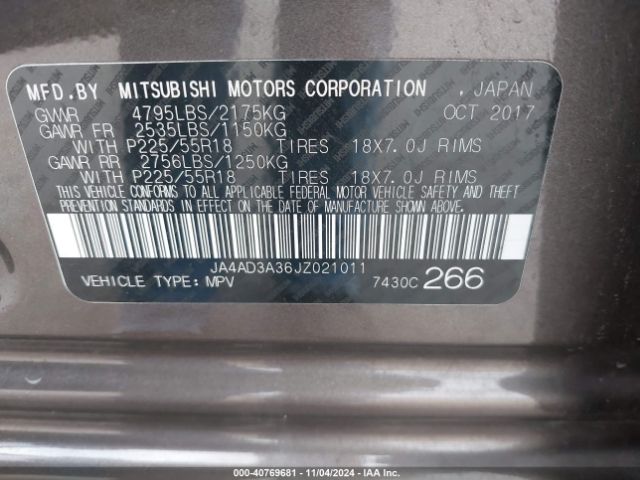 MFD.BY MITSUBISHI MOTORS CORPORATION , JAPAN
GVWR 4795LBS/2175KG OCT 2017
GAWR FR 2535LBS/1150KG
WITH P225/55R18 TIRES 18X7.0J RIMS
GAWR RR 2756LBS/1250KG
WITH P225/55R18 TIRES 18X7.0J RIMS
THIS VEHICLE CONFORMS TO ALL APPLICABLE FEDERAL MOTOR VEHICLE SAFETY AND THEFT
PREVENTION STANDARDS IN EFFECT ON THE DATE OF MANUFACTURE SHOWN ABOVE.
JA4AD3A36JZ021011
VEHICLE TYPE: MPV 7430C 266
000-40769681 - 11/04/2024 - IAAI.COM